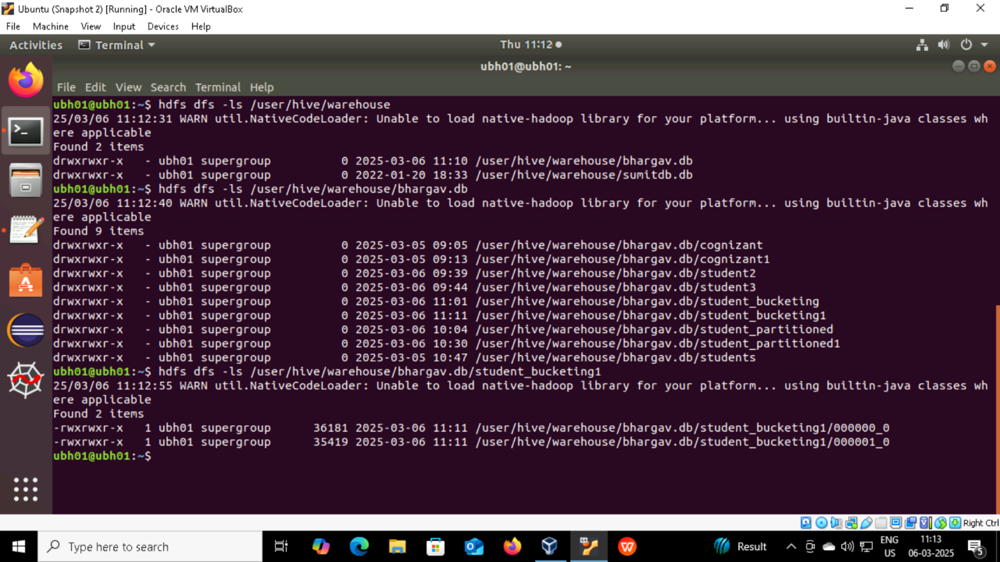 Ubuntu (Snapshot 2) [Running] - Oracle VM VirtualBox
File Machine View Input Devices Help
Activities Terminal Thu 11:12
ubh01@ubh01: ~
File Edit View Search Terminal Help
ubh01@ubh01:~$ hdfs dfs -ls /user/hive/warehouse
25/03/06 11:12:31 WARN util.NativeCodeLoader: Unable to load native-hadoop library for your platform... using builtin-java classes wh
ere applicable
Found 2 items
drwxrwxr-x   - ubh01 supergroup          0 2025-03-06 11:10 /user/hive/warehouse/bhargav.db
drwxrwxr-x   - ubh01 supergroup          0 2022-01-20 18:33 /user/hive/warehouse/sumitdb.db
ubh01@ubh01:~$ hdfs dfs -ls /user/hive/warehouse/bhargav.db
25/03/06 11:12:40 WARN util.NativeCodeLoader: Unable to load native-hadoop library for your platform... using builtin-java classes wh
ere applicable
Found 9 items
drwxrwxr-x   - ubh01 supergroup          0 2025-03-05 09:05 /user/hive/warehouse/bhargav.db/cognizant
drwxrwxr-x   - ubh01 supergroup          0 2025-03-05 09:13 /user/hive/warehouse/bhargav.db/cognizant1
drwxrwxr-x   - ubh01 supergroup          0 2025-03-06 09:39 /user/hive/warehouse/bhargav.db/student2
drwxrwxr-x   - ubh01 supergroup          0 2025-03-06 09:44 /user/hive/warehouse/bhargav.db/student3
drwxrwxr-x   - ubh01 supergroup          0 2025-03-06 11:01 /user/hive/warehouse/bhargav.db/student_bucketing
drwxrwxr-x   - ubh01 supergroup          0 2025-03-06 11:11 /user/hive/warehouse/bhargav.db/student_bucketing1
drwxrwxr-x   - ubh01 supergroup          0 2025-03-06 10:04 /user/hive/warehouse/bhargav.db/student_partitioned
drwxrwxr-x   - ubh01 supergroup          0 2025-03-06 10:30 /user/hive/warehouse/bhargav.db/student_partitioned1
drwxrwxr-x   - ubh01 supergroup          0 2025-03-05 10:47 /user/hive/warehouse/bhargav.db/students
ubh01@ubh01:~$ hdfs dfs -ls /user/hive/warehouse/bhargav.db/student_bucketing1
25/03/06 11:12:55 WARN util.NativeCodeLoader: Unable to load native-hadoop library for your platform... using builtin-java classes wh
ere applicable
Found 2 items
-rwxrwxr-x   1 ubh01 supergroup      36181 2025-03-06 11:11 /user/hive/warehouse/bhargav.db/student_bucketing1/000000_0
-rwxrwxr-x   1 ubh01 supergroup      35419 2025-03-06 11:11 /user/hive/warehouse/bhargav.db/student_bucketing1/000001_0
ubh01@ubh01:~$
Right Ctrl
Type here to search
Result
ENG
US
11:13
06-03-2025
5